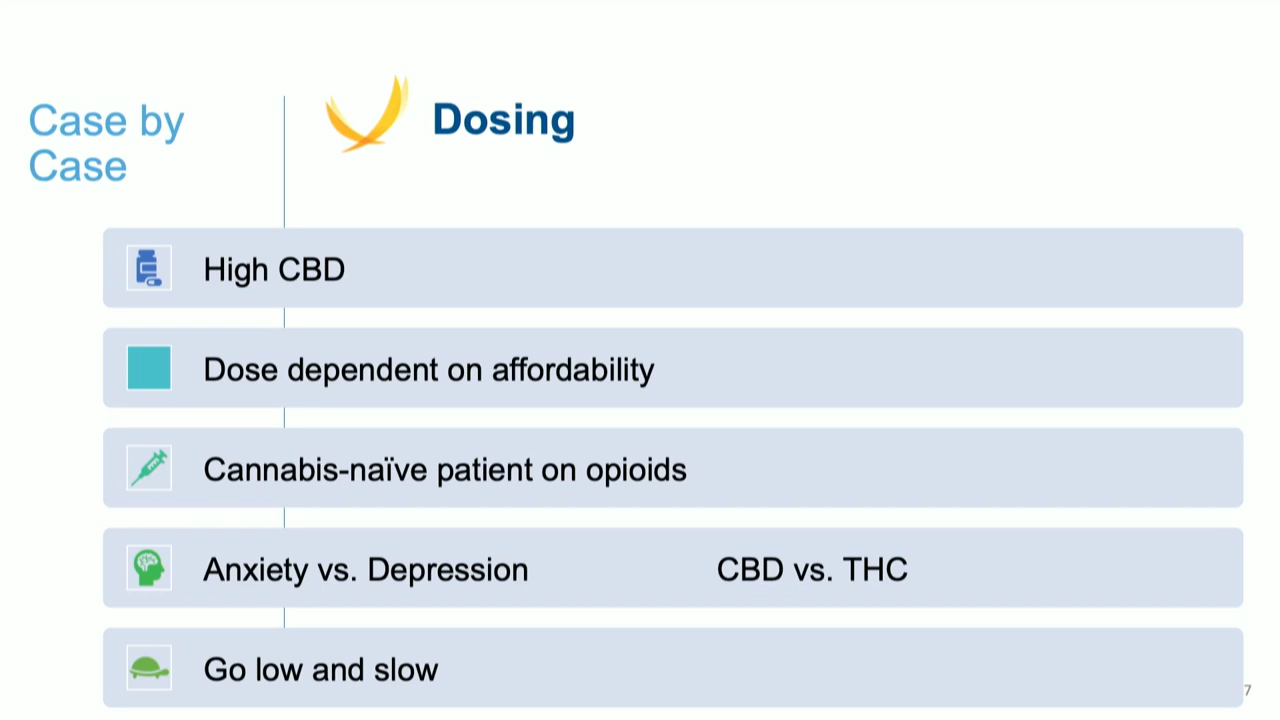 Case by
Case
Dosing
High CBD
Dose dependent on affordability
Cannabis-naïve patient on opioids
Anxiety vs. Depression CBD vs. THC
Go low and slow
7